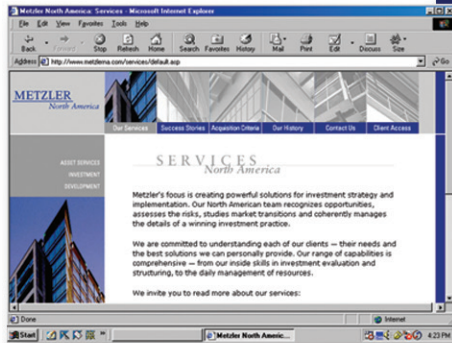 Metzler North America: Services - Microsoft Internet Explorer
File Edit View Favorites Tools Help
Back Forward Stop Refresh Home Search Favorites History Mail Print Edit Discuss Size
Address http://www.metzlerna.com/services/default.asp Go
METZLER
North America
Our Services Success Stories Acquisition Criteria Our History Contact Us Client Access
ASSET SERVICES
INVESTMENT
DEVELOPMENT
SERVICES
North America
Metzler's focus is creating powerful solutions for investment strategy and
implementation. Our North American team recognizes opportunities,
assesses the risks, studies market transitions and coherently manages
the details of a winning investment practice.
We are committed to understanding each of our clients — their needs and
the best solutions we can personally provide. Our range of capabilities is
comprehensive — from our inside skills in investment evaluation and
structuring, to the daily management of resources.
We invite you to read more about our services:
Done Internet
Start Metzler North Americ... 4:23 PM